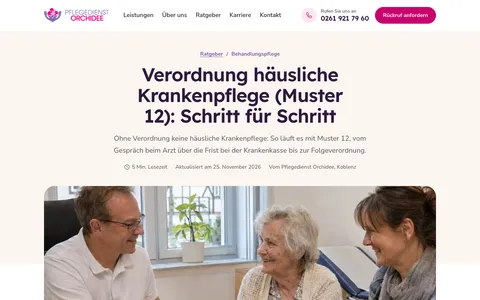 PFLEGEDIENST
ORCHIDEE
Leistungen Über uns Ratgeber Karriere Kontakt
Rufen Sie uns an
0261 921 79 60
Rückruf anfordern
Ratgeber / Behandlungspflege
Verordnung häusliche
Krankenpflege (Muster
12): Schritt für Schritt
Ohne Verordnung keine häusliche Krankenpflege: So läuft es mit Muster 12, vom
Gespräch beim Arzt über die Frist bei der Krankenkasse bis zur Folgeverordnung.
5 Min. Lesezeit Aktualisiert am 25. November 2026 Vom Pflegedienst Orchidee, Koblenz